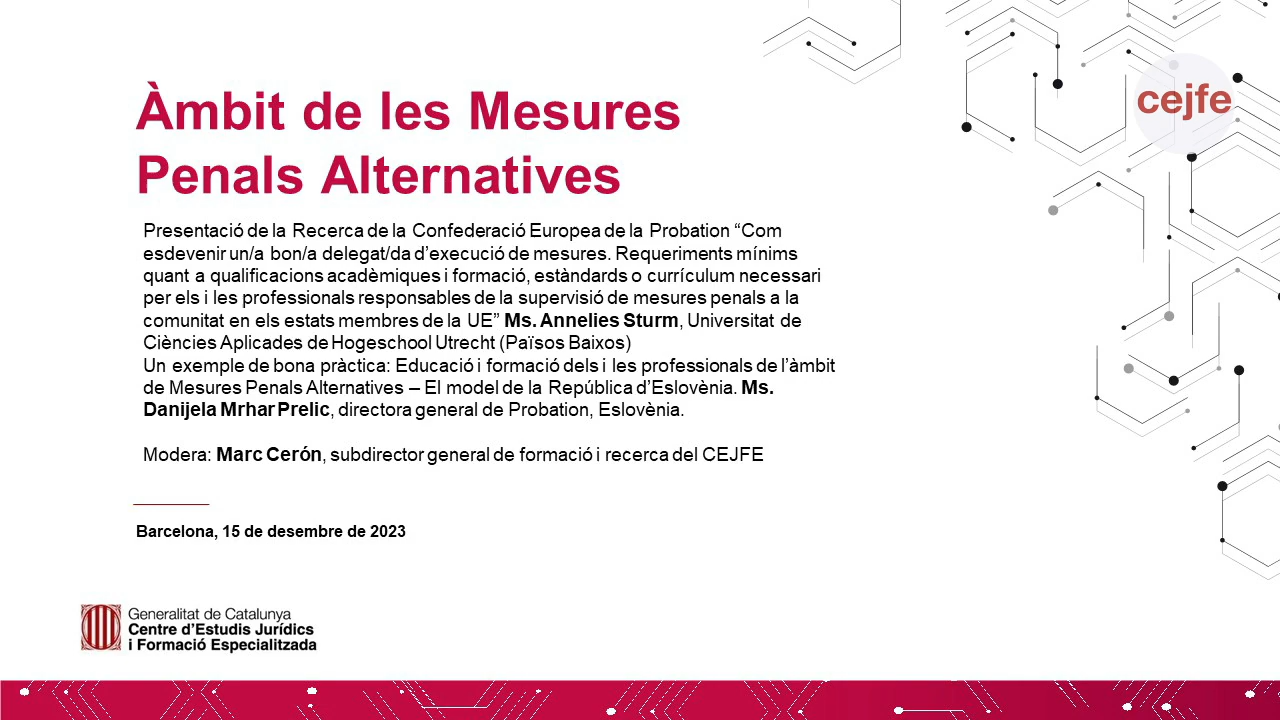 cejfe
Àmbit de les Mesures
Penals Alternatives
Presentació de la Recerca de la Confederació Europea de la Probation “Com
esdevenir un/a bon/a delegat/da d’execució de mesures. Requeriments mínims
quant a qualificacions acadèmiques i formació, estàndards o currículum necessari
per els i les professionals responsables de la supervisió de mesures penals a la
comunitat en els estats membres de la UE” Ms. Annelies Sturm, Universitat de
Ciències Aplicades de Hogeschool Utrecht (Països Baixos)
Un exemple de bona pràctica: Educació i formació dels i les professionals de l’àmbit
de Mesures Penals Alternatives – El model de la República d’Eslovènia. Ms.
Danijela Mrhar Prelic, directora general de Probation, Eslovènia.
Modera: Marc Cerón, subdirector general de formació i recerca del CEJFE
Barcelona, 15 de desembre de 2023
Generalitat de Catalunya
Centre d’Estudis Jurídics
i Formació Especialitzada